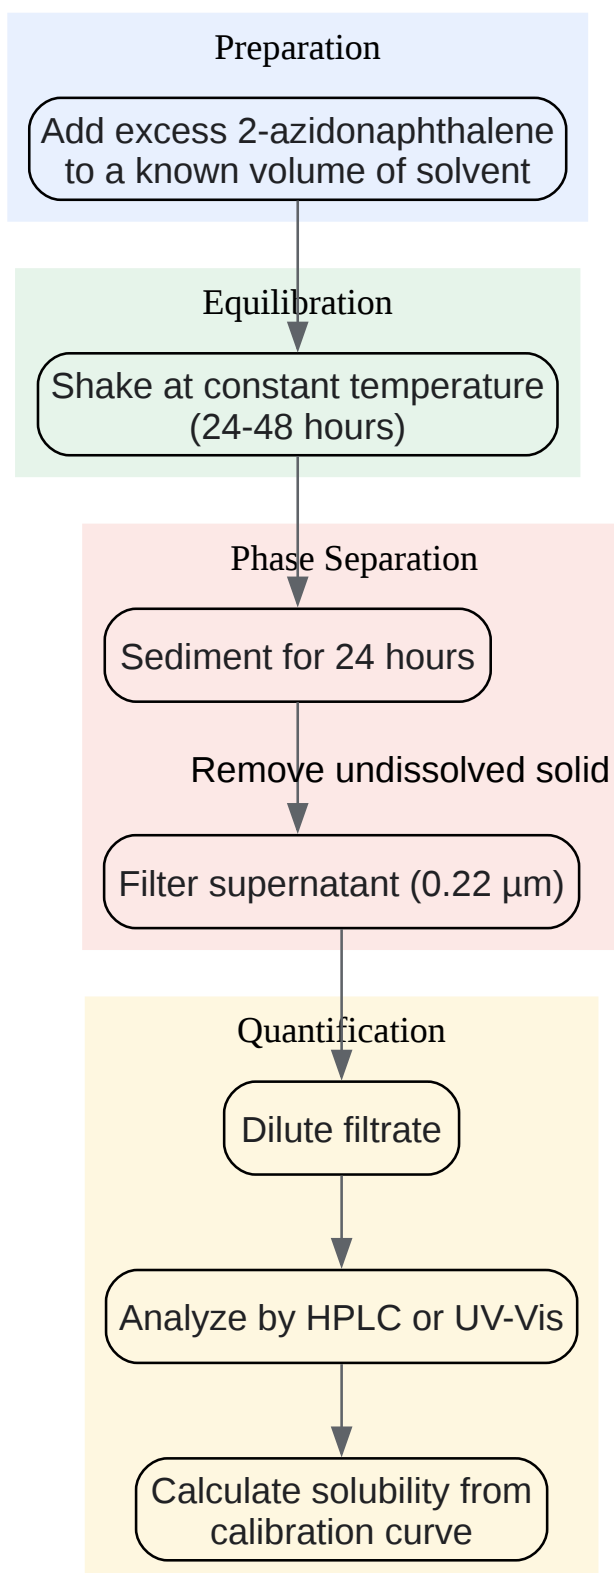 Preparation
Add excess 2-azidonaphthalene
to a known volume of solvent
Equilibration
Shake at constant temperature
(24-48 hours)
Phase Separation
Sediment for 24 hours
Remove undissolved solid
Filter supernatant (0.22 µm)
Quantification
Dilute filtrate
Analyze by HPLC or UV-Vis
Calculate solubility from
calibration curve